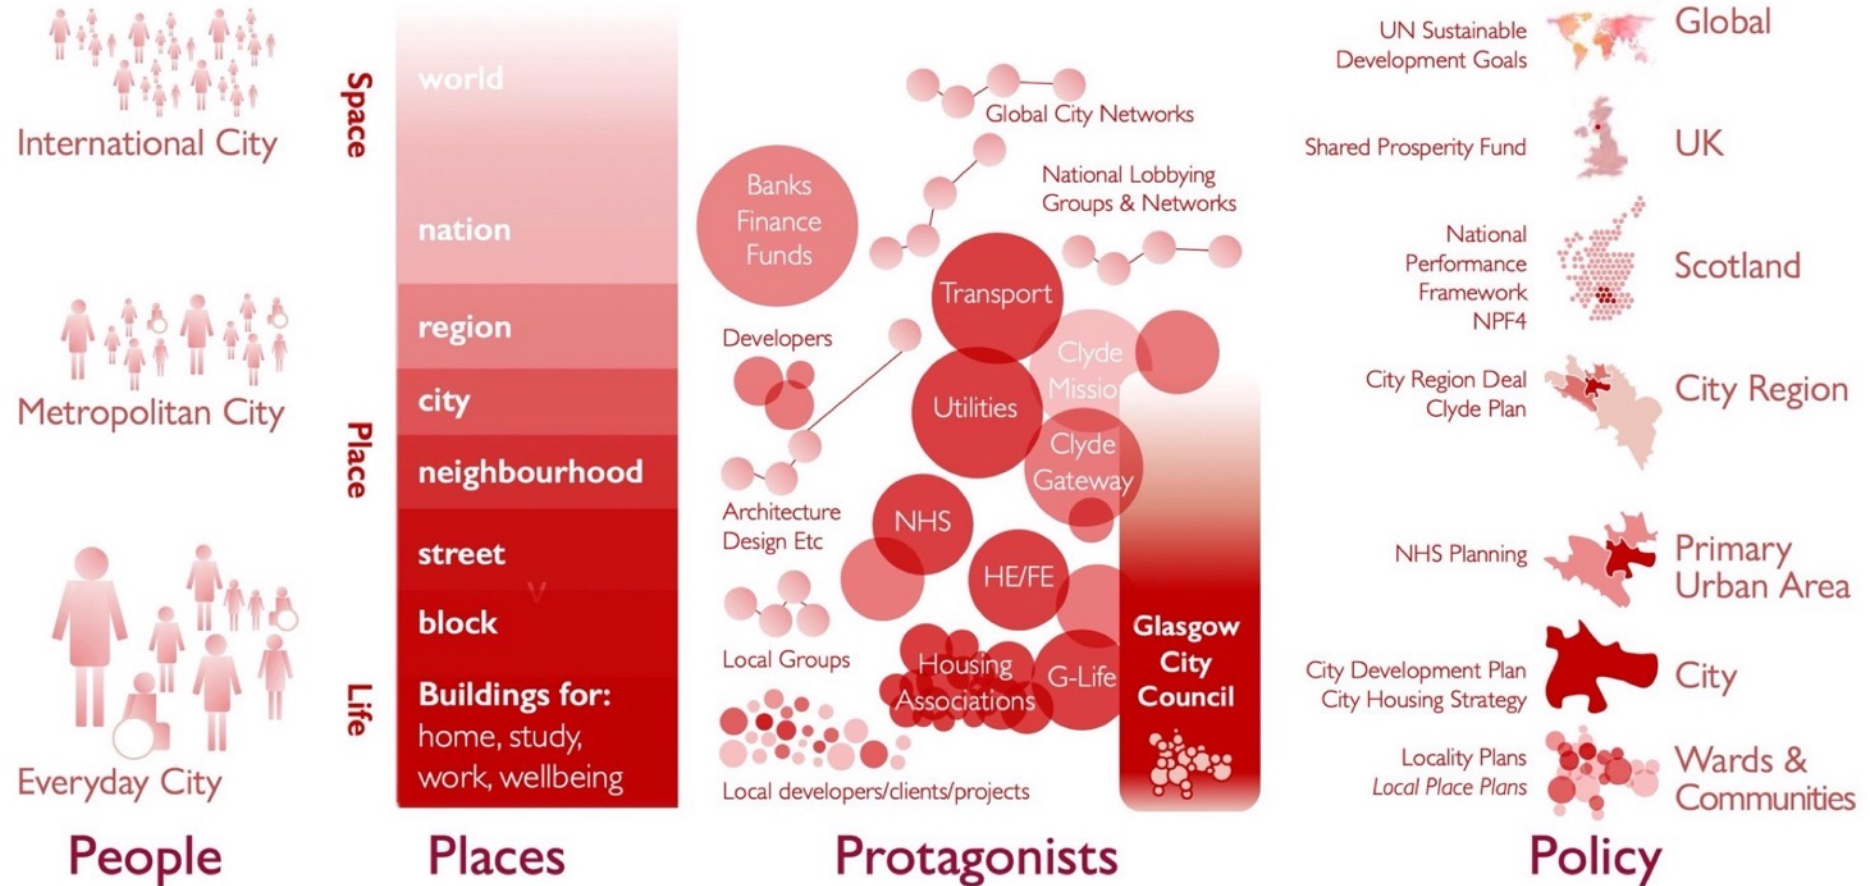 International City
Metropolitan City
Everyday City
People
Space
Place
Life
world
nation
region
city
neighbourhood
street
v
block
Buildings for:
home, study,
work, wellbeing
Places
Global City Networks
Banks
Finance
Funds
National Lobbying
Groups & Networks
Transport
Developers
Clyde
Missio
Utilities
Clyde
Gateway
Architecture
Design Etc
NHS
HE/FE
Local Groups
Housing
Associations
G-Life
Glasgow
City
Council
Local developers/clients/projects
Protagonists
UN Sustainable
Development Goals
Global
Shared Prosperity Fund
UK
National
Performance
Framework
NPF4
Scotland
City Region Deal
Clyde Plan
City Region
NHS Planning
Primary
Urban Area
City Development Plan
City Housing Strategy
City
Locality Plans
Local Place Plans
Wards &
Communities
Policy